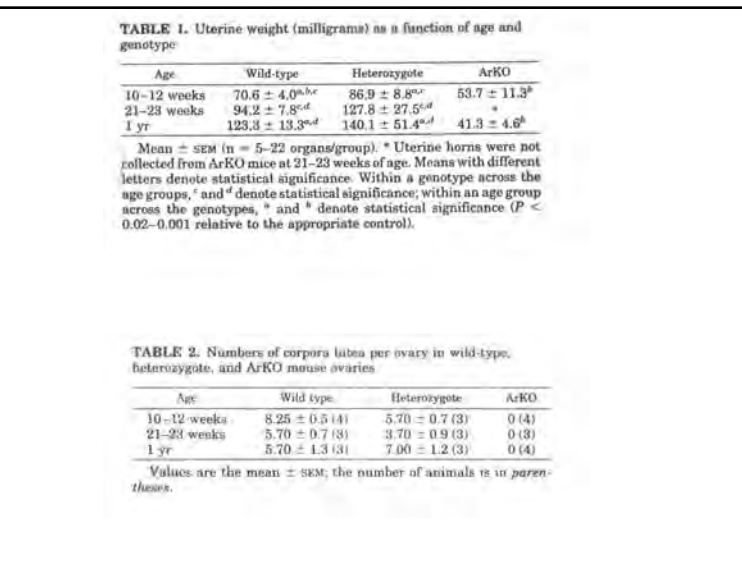 TABLE 1. Uterine weight (milligrams) as a function of age and
genotype
Age Wild-type Heterozygote ArKO
10–12 weeks 70.6 ± 4.0a,b,c 86.9 ± 8.8a,c 53.7 ± 11.3b
21–23 weeks 94.2 ± 7.8c,d 127.8 ± 27.5c,d *
1 yr 123.3 ± 13.3a,d 140.1 ± 51.4a,d 41.3 ± 4.6b
Mean ± SEM (n = 5–22 organs/group). * Uterine horns were not
collected from ArKO mice at 21–23 weeks of age. Means with different
letters denote statistical significance. Within a genotype across the
age groups, c and d denote statistical significance; within an age group
across the genotypes, a and b denote statistical significance (P <
0.02–0.001 relative to the appropriate control).
TABLE 2. Numbers of corpora lutea per ovary in wild-type,
heterozygote, and ArKO mouse ovaries
Age Wild type Heterozygote ArKO
10–12 weeks 8.25 ± 0.5 (4) 5.70 ± 0.7 (3) 0 (4)
21–23 weeks 5.70 ± 0.7 (3) 3.70 ± 0.9 (3) 0 (3)
1 yr 5.70 ± 1.3 (3) 7.00 ± 1.2 (3) 0 (4)
Values are the mean ± SEM; the number of animals is in paren-
theses.